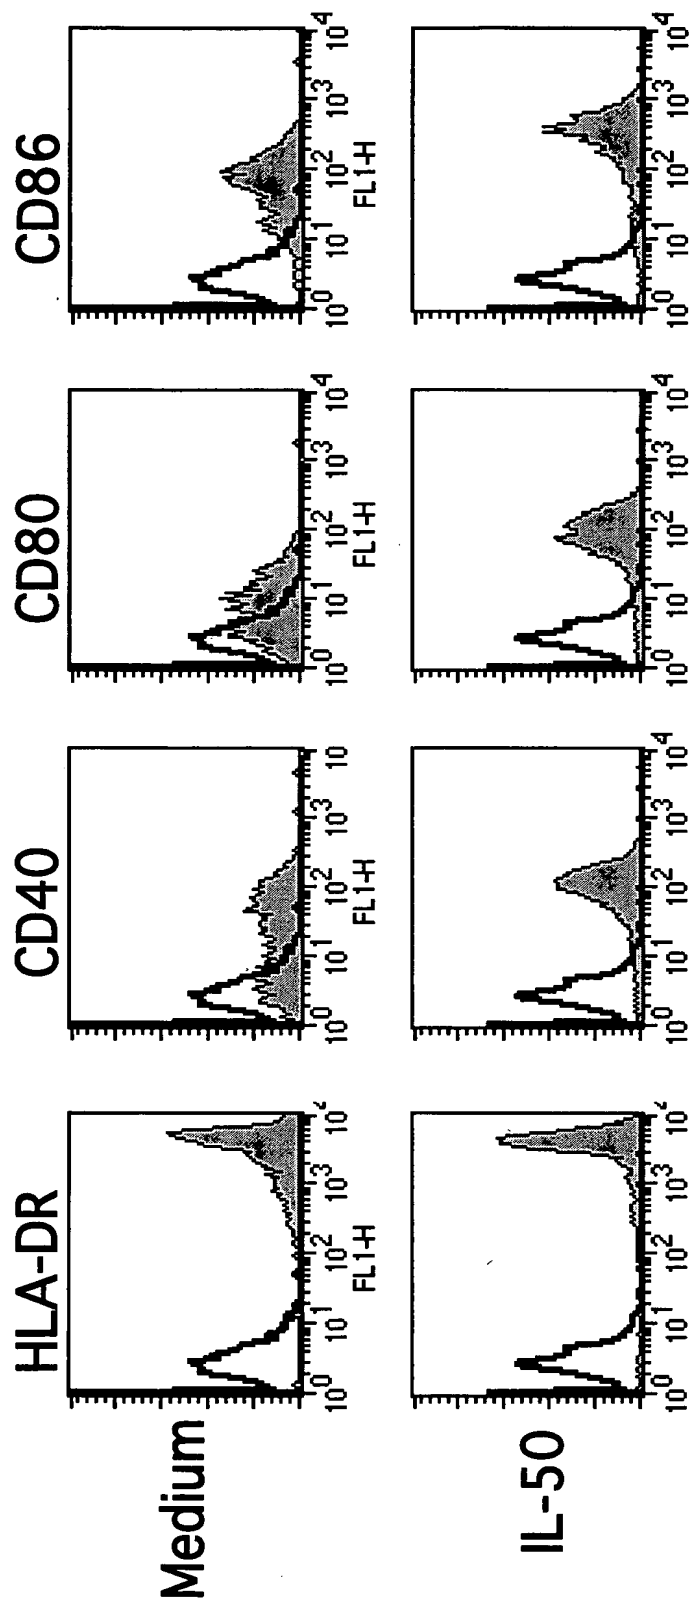 HLA-DR CD40 CD80 CD86
Medium
10⁰ 10¹ 10² 10³ 10 10⁰ 10¹ 10² 10³ 10 10⁰ 10¹ 10² 10³ 10⁴ 10⁰ 10¹ 10² 10³ 10⁴
FL1-H FL1-H FL1-H FL1-H
IL-50
10⁰ 10¹ 10² 10³ 10 10⁰ 10¹ 10² 10³ 10⁴ 10⁰ 10¹ 10² 10³ 10⁴ 10⁰ 10¹ 10² 10³ 10⁴